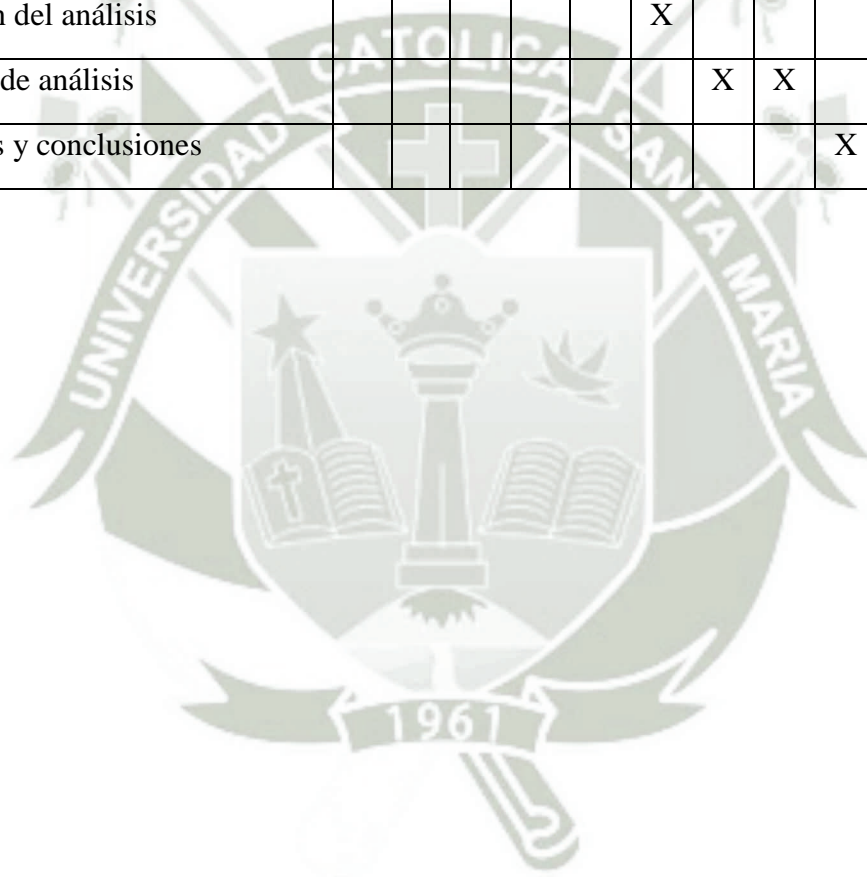 n del análisis X
de análisis X X
s y conclusiones X
UNIVERSIDAD CATOLICA SANTA MARIA
1961